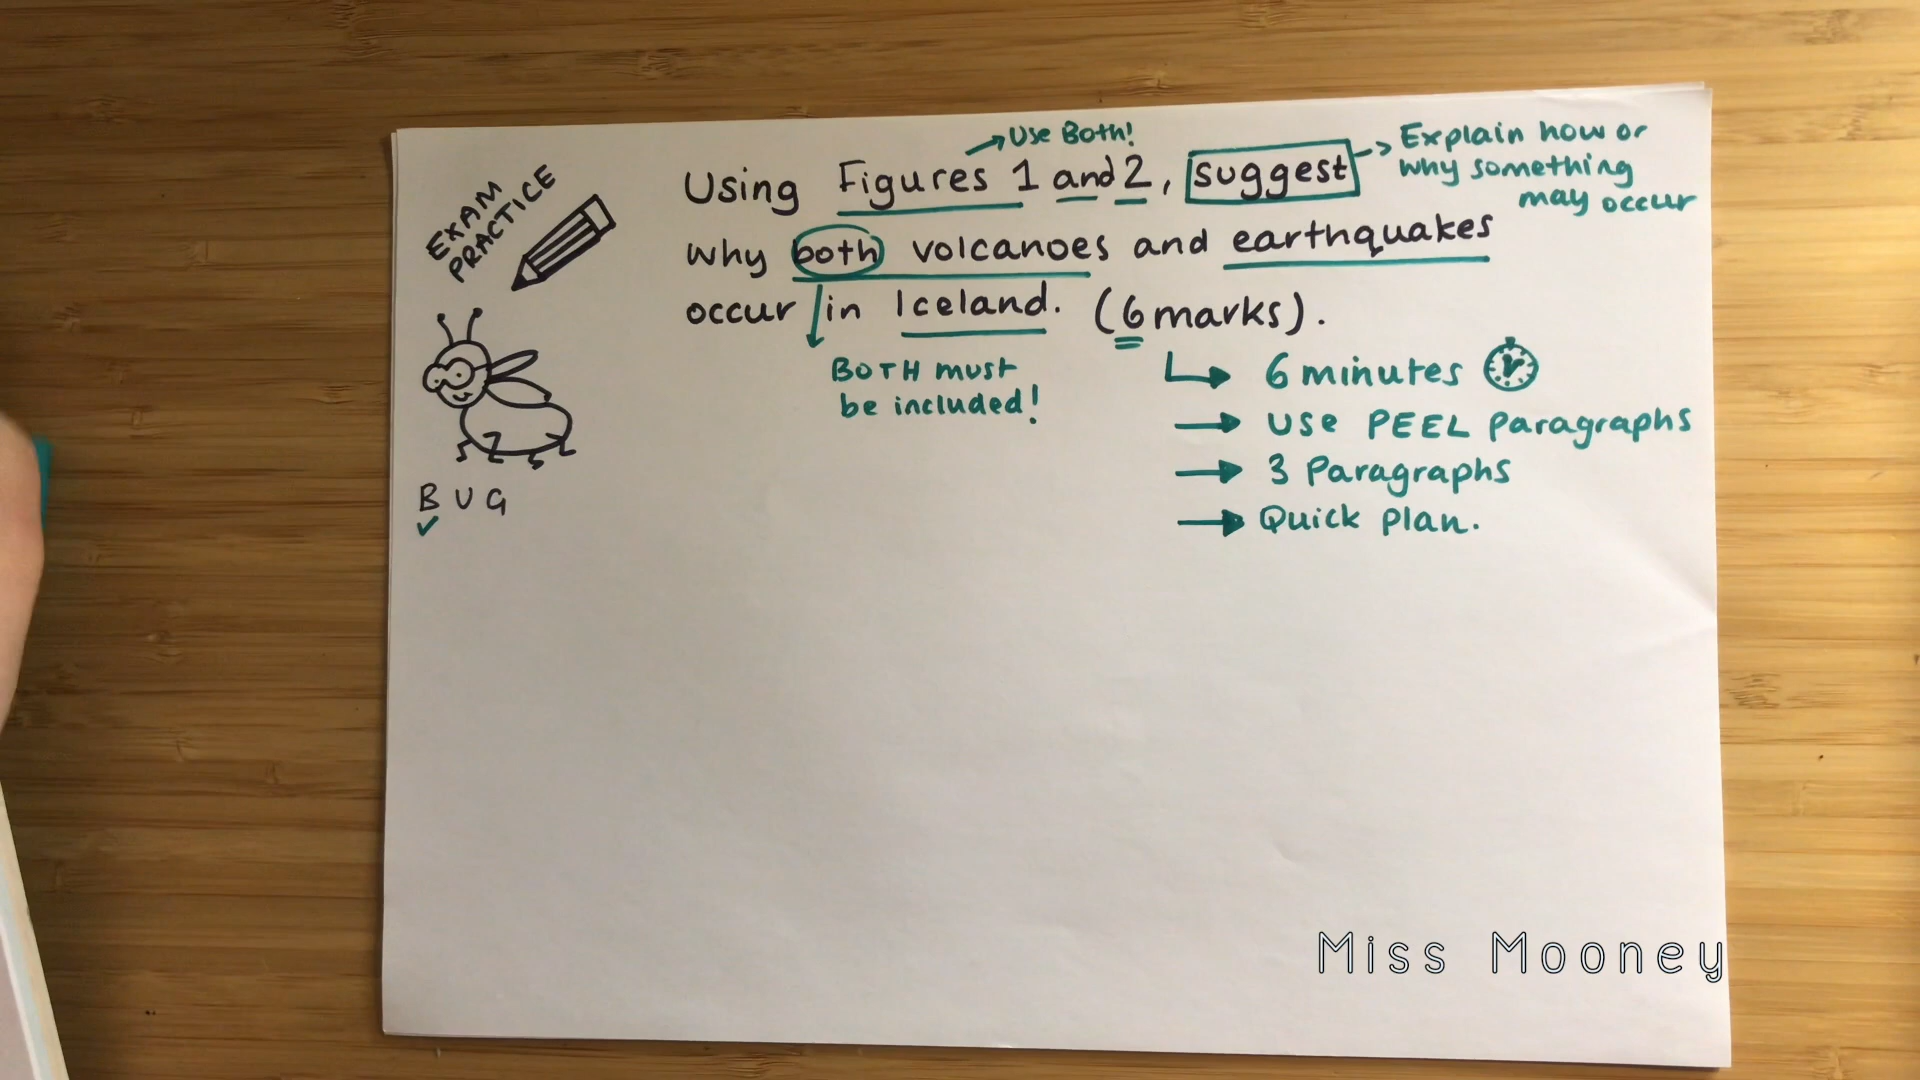 EXAM
PRACTICE
Use Both!
Using Figures 1 and 2, suggest
Explain how or
why something
may occur
why both volcanoes and earthquakes
occur in Iceland. (6 marks).
BOTH must
be included!
6 minutes
Use PEEL Paragraphs
3 Paragraphs
Quick plan.
B U G
Miss Mooney